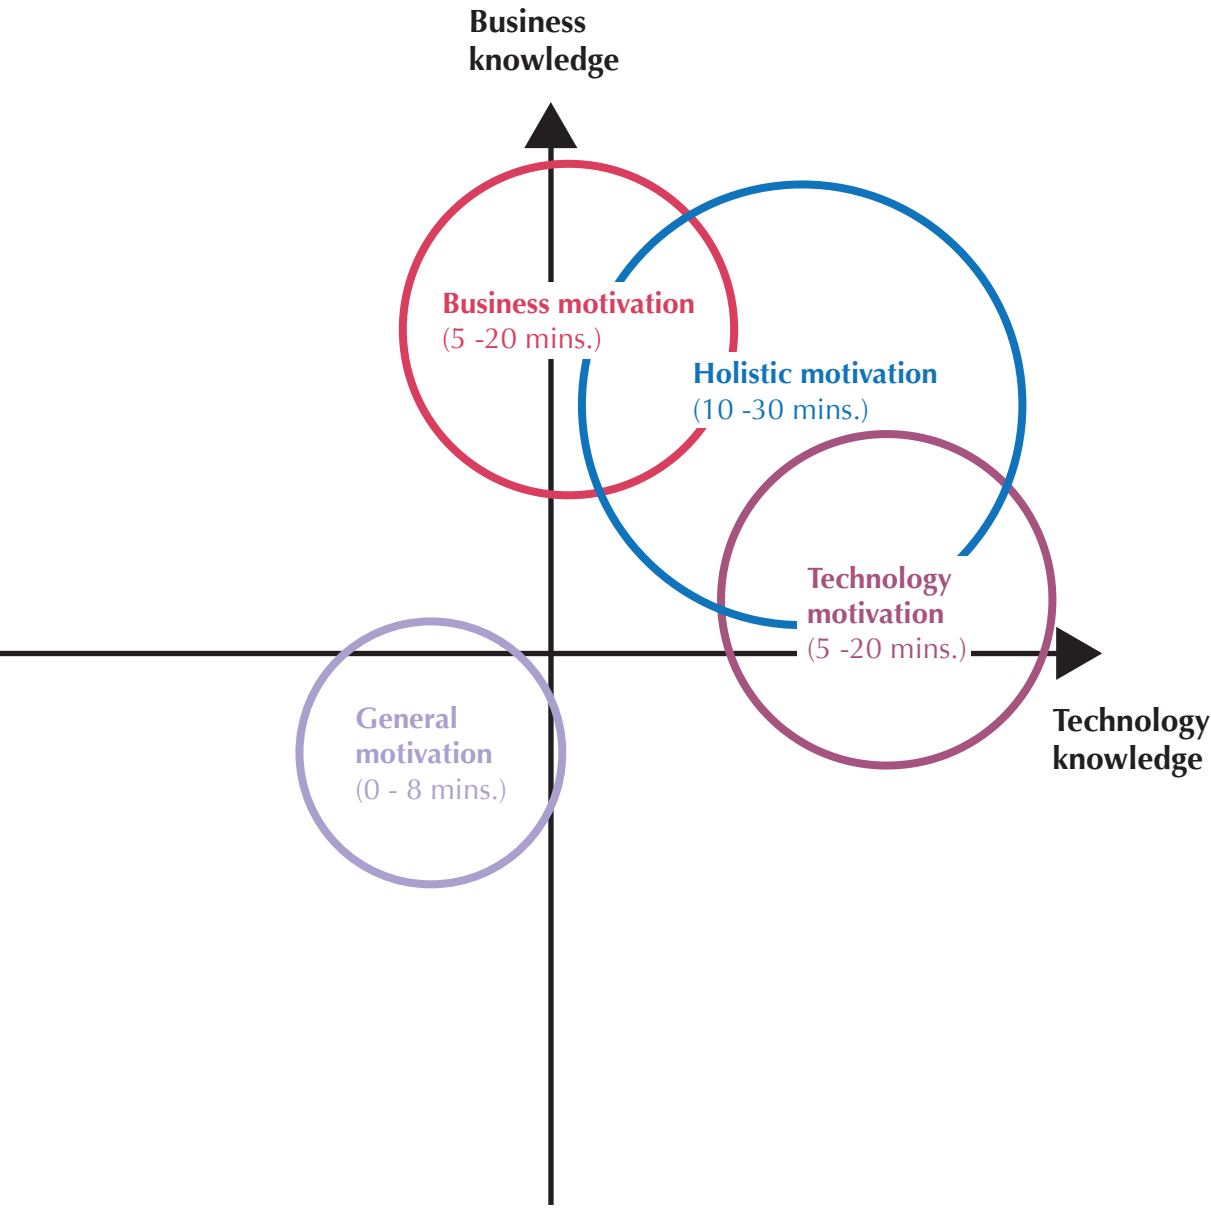 Business
knowledge
Business motivation
(5 -20 mins.)
Holistic motivation
(10 -30 mins.)
Technology
motivation
(5 -20 mins.)
General
motivation
(0 - 8 mins.)
Technology
knowledge